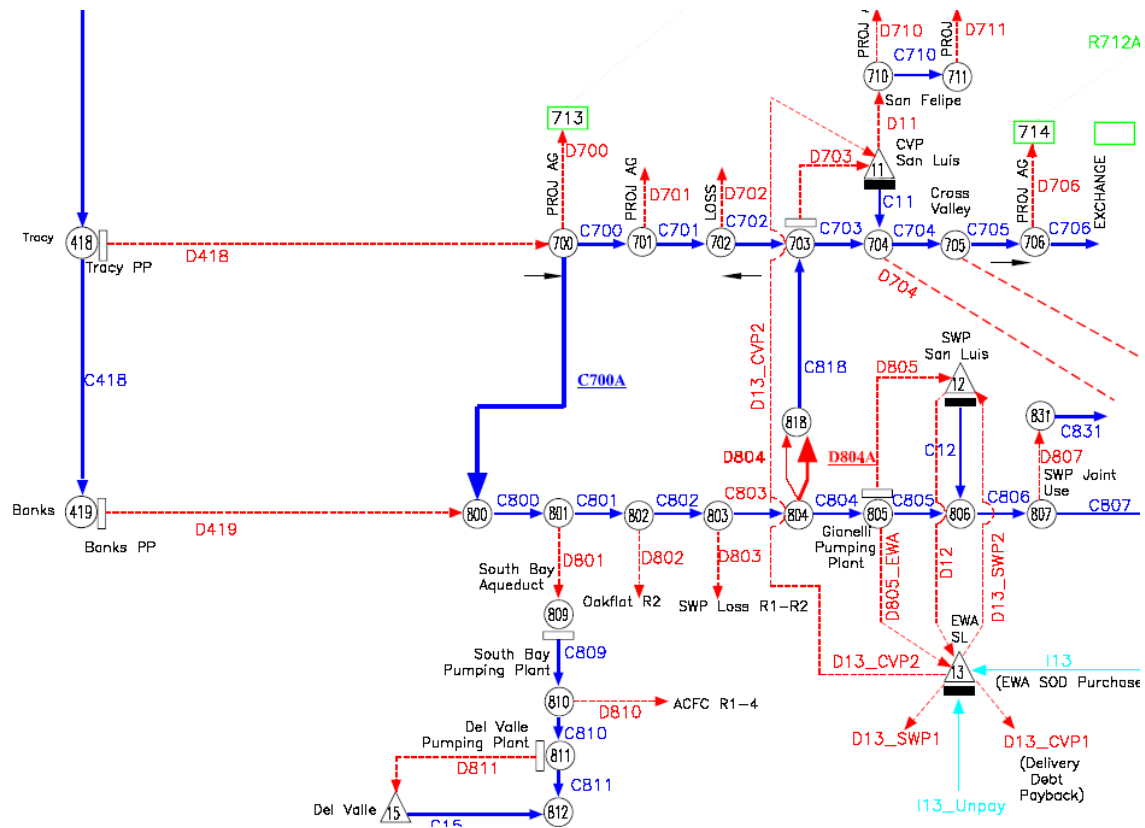 D710
D711
PROJ A
PROJ
C710
R712A
710
711
San Felipe
713
D11
714
D700
D703
CVP
San Luis
11
PROJ AG
PROJ AG
D701
LOSS
D702
C11
Cross
Valley
PROJ AG
D706
EXCHANGE
Tracy
418
C700
C701
C702
C703
C704
C705
C706
700
701
702
703
704
705
706
Tracy PP
D418
D704
C418
C700A
D13_CVP2
C818
SWP
San Luis
D805
12
818
831
C831
D804
D804A
C12
D807
SWP Joint
Use
Banks
419
D419
C800
C801
C802
C803
C804
C805
C806
C807
800
801
802
803
804
805
806
807
Banks PP
Gianelli
Pumping
Plant
D801
D802
D803
D805_EWA
D12
D13_SWP2
South Bay
Aqueduct
Oakflat R2
SWP Loss R1-R2
809
EWA
SL
South Bay
Pumping Plant
C809
D13_CVP2
13
I13
(EWA SOD Purchase
810
D810
ACFC R1-4
Del Valle
Pumping Plant
C810
D13_SWP1
D13_CVP1
(Delivery
Debt
Payback)
811
D811
C811
I13_Unpay
Del Valle
15
C15
812